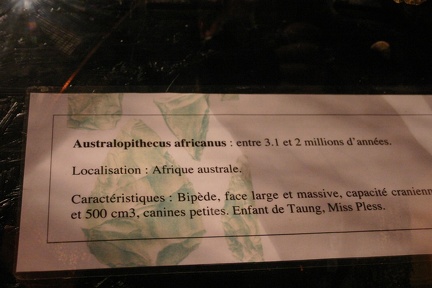 Australopithecus africanus : entre 3.1 et 2 millions d'années.
Localisation : Afrique australe.
Caractéristiques : Bipède, face large et massive, capacité
et 500 cm3, canines petites. Enfant de Taung, Miss Pless.